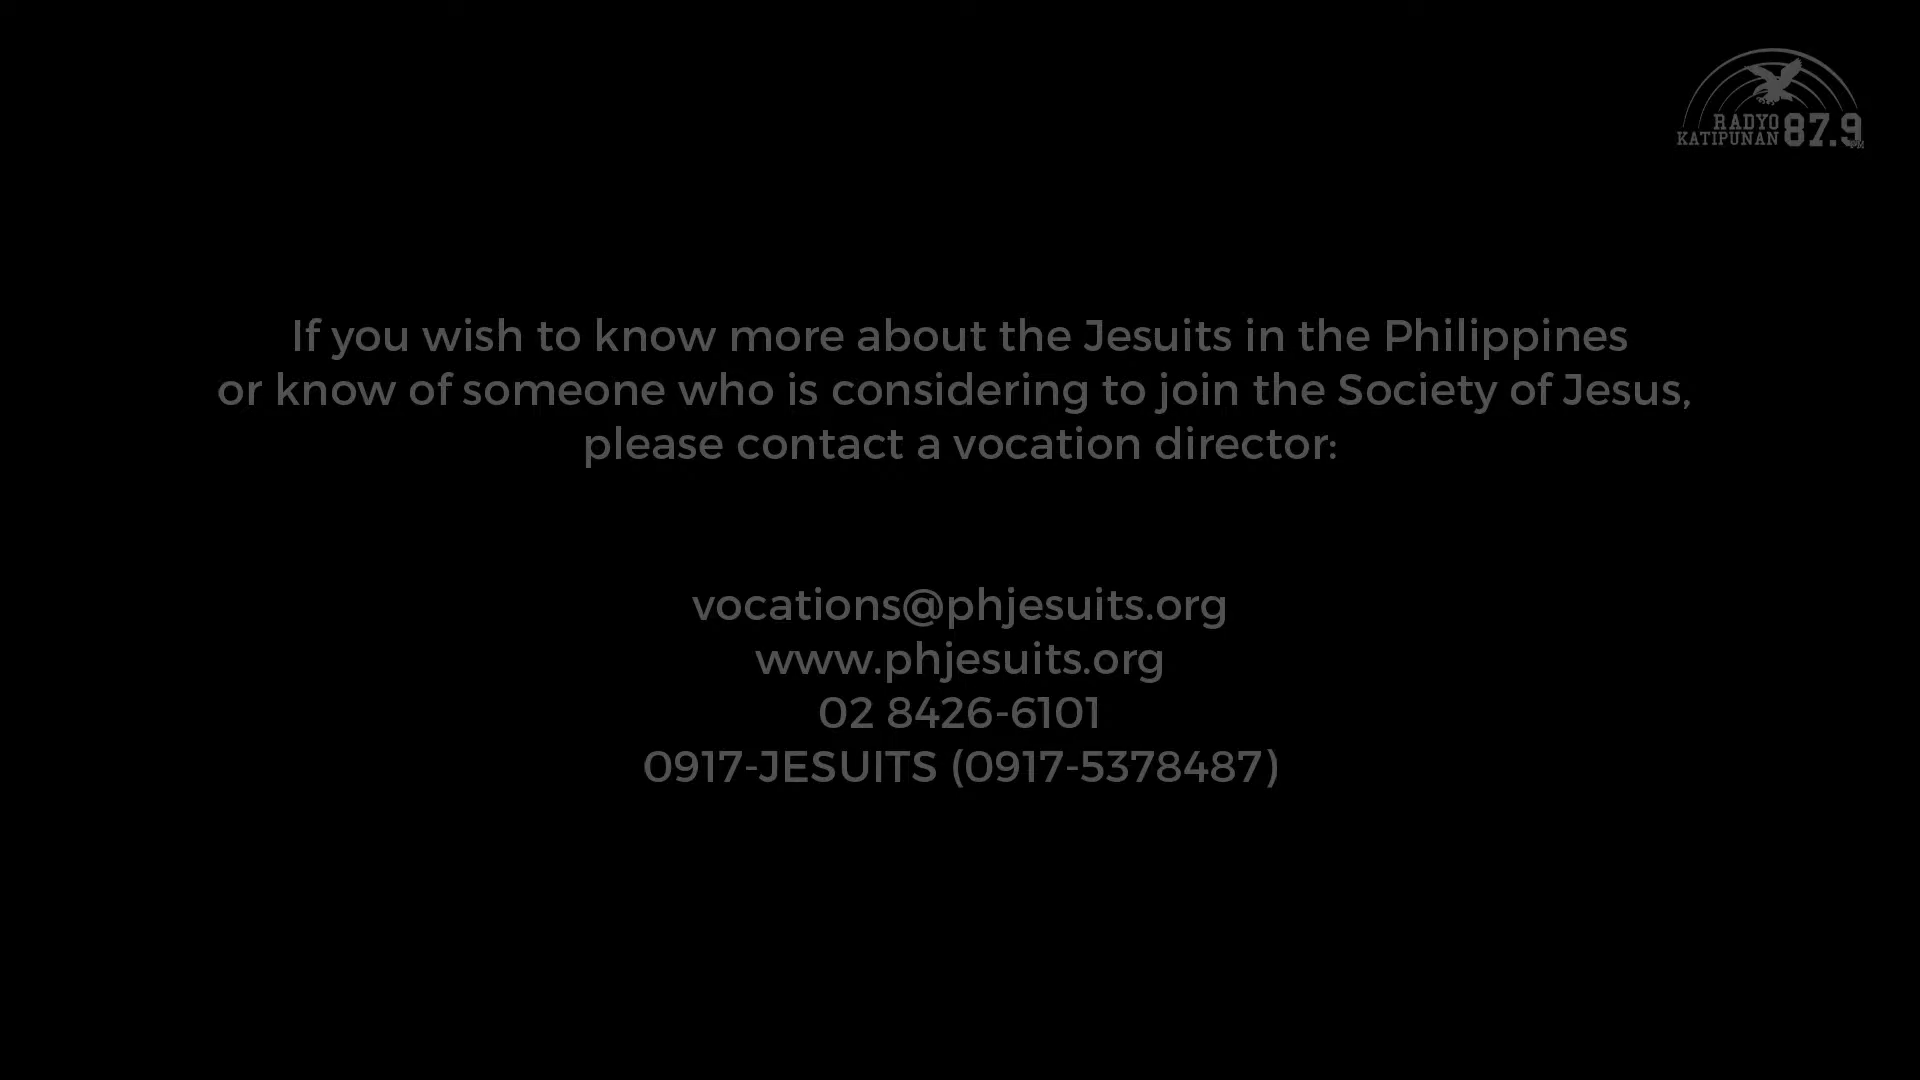 RADYO
KATIPUNAN 87.9
FM
If you wish to know more about the Jesuits in the Philippines
or know of someone who is considering to join the Society of Jesus,
please contact a vocation director:
vocations@phjesuits.org
www.phjesuits.org
02 8426-6101
0917-JESUITS (0917-5378487)